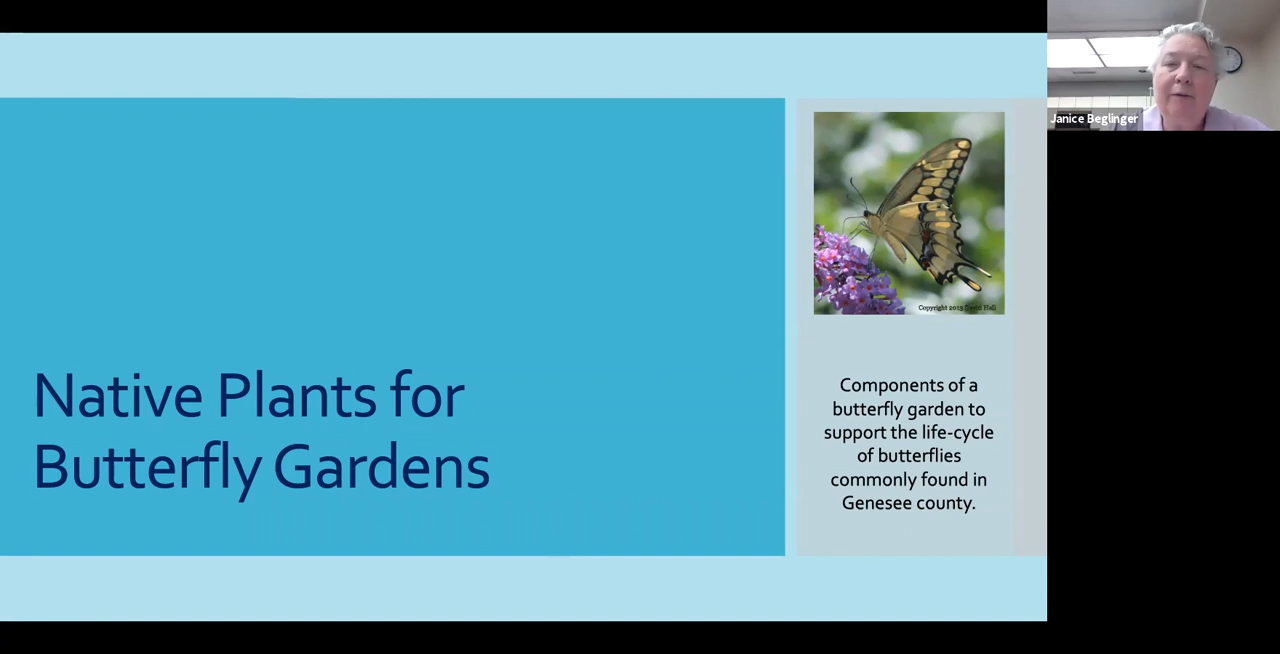 Native Plants for
Butterfly Gardens
Copyright 2013 David Hall
Components of a
butterfly garden to
support the life-cycle
of butterflies
commonly found in
Genesee county.
Janice Beglinger